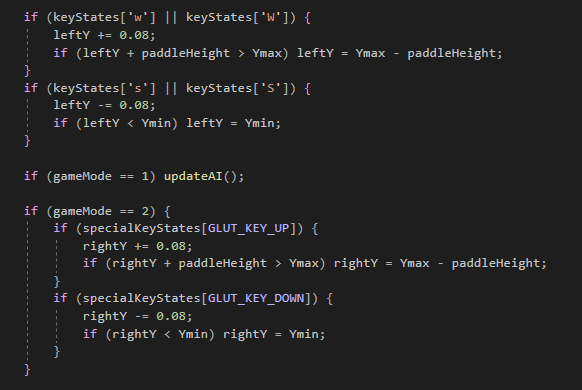 if (keyStates['w'] || keyStates['W']) {
    leftY += 0.08;
    if (leftY + paddleHeight > Ymax) leftY = Ymax - paddleHeight;
}
if (keyStates['s'] || keyStates['S']) {
    leftY -= 0.08;
    if (leftY < Ymin) leftY = Ymin;
}

if (gameMode == 1) updateAI();

if (gameMode == 2) {
    if (specialKeyStates[GLUT_KEY_UP]) {
        rightY += 0.08;
        if (rightY + paddleHeight > Ymax) rightY = Ymax - paddleHeight;
    }
    if (specialKeyStates[GLUT_KEY_DOWN]) {
        rightY -= 0.08;
        if (rightY < Ymin) rightY = Ymin;
    }
}